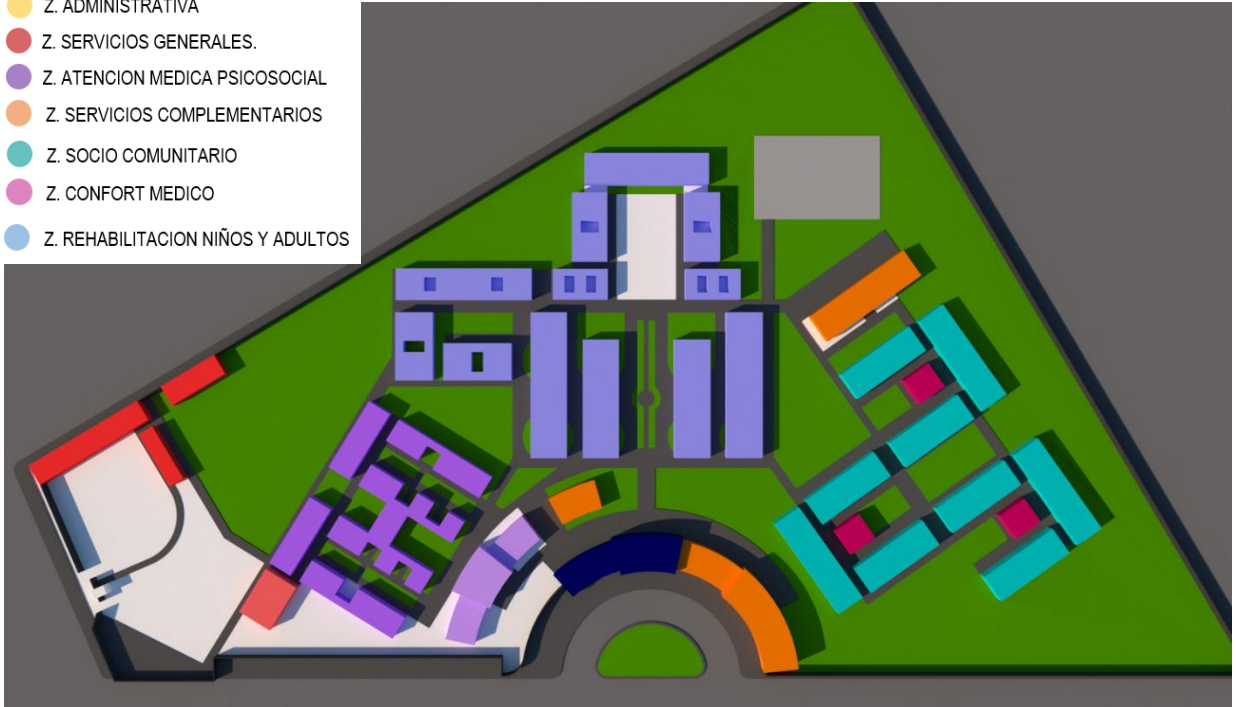 Z. ADMINISTRATIVA
Z. SERVICIOS GENERALES.
Z. ATENCION MEDICA PSICOSOCIAL
Z. SERVICIOS COMPLEMENTARIOS
Z. SOCIO COMUNITARIO
Z. CONFORT MEDICO
Z. REHABILITACION NIÑOS Y ADULTOS